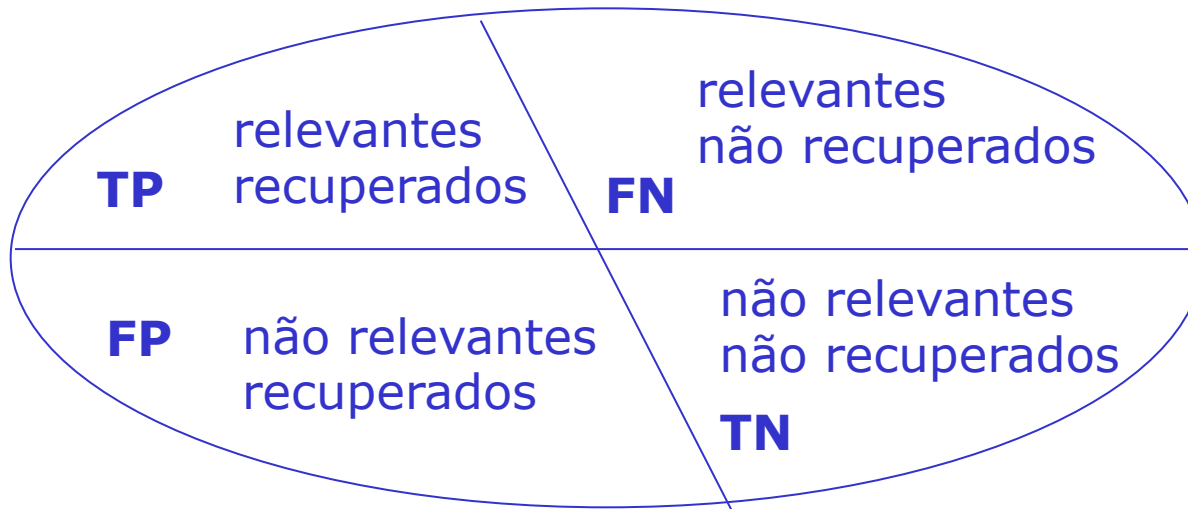 relevantes
recuperados
TP
relevantes
não recuperados
FN
FP
não relevantes
recuperados
não relevantes
não recuperados
TN